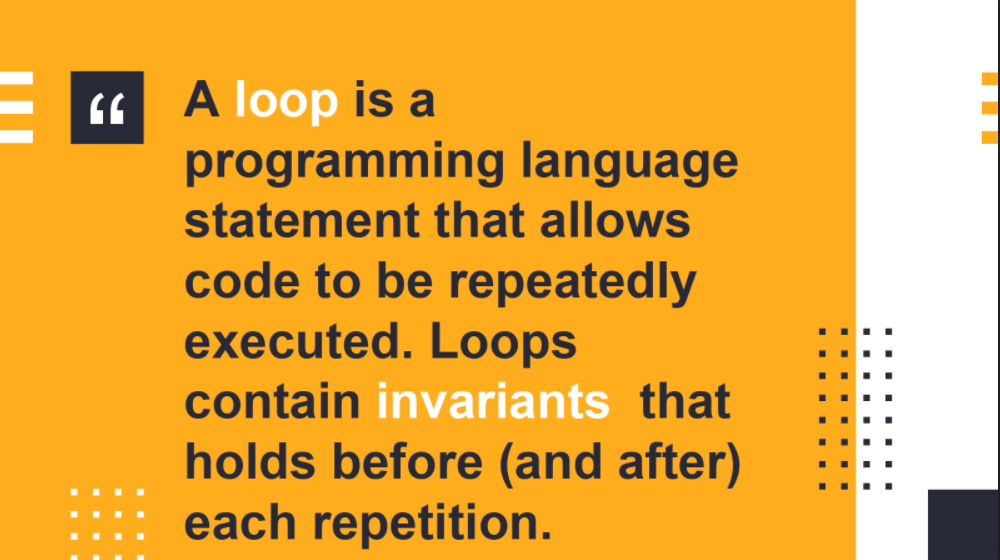 “
A loop is a
programming language
statement that allows
code to be repeatedly
executed. Loops
contain invariants  that
holds before (and after)
each repetition.